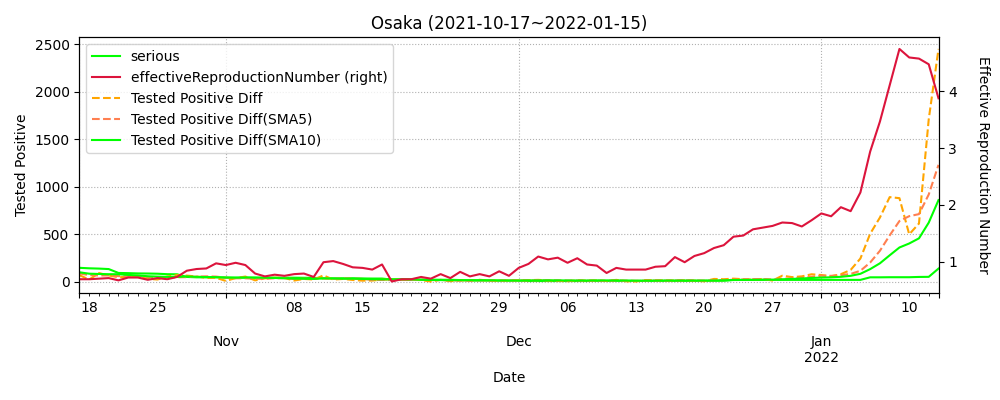 Osaka (2021-10-17~2022-01-15)
serious
effectiveReproductionNumber (right)
Tested Positive Diff
Tested Positive Diff(SMA5)
Tested Positive Diff(SMA10)
2500
2000
1500
1000
500
0
Tested Positive
4
3
2
1
Effective Reproduction Number
18 25 08 15 22 29 06 13 20 27 03 10
Nov Dec Jan
2022
Date